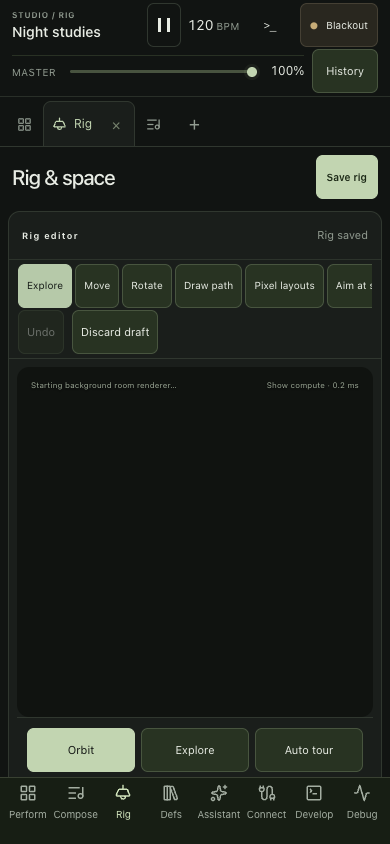 STUDIO / RIG
Night studies
120 BPM
>_
Blackout
MASTER
100%
History
Rig
Rig & space
Save rig
Rig editor
Rig saved
Explore
Move
Rotate
Draw path
Pixel layouts
Aim at s
Undo
Discard draft
Starting background room renderer…
Show compute · 0.2 ms
Orbit
Explore
Auto tour
Perform
Compose
Rig
Defs
Assistant
Connect
Develop
Debug